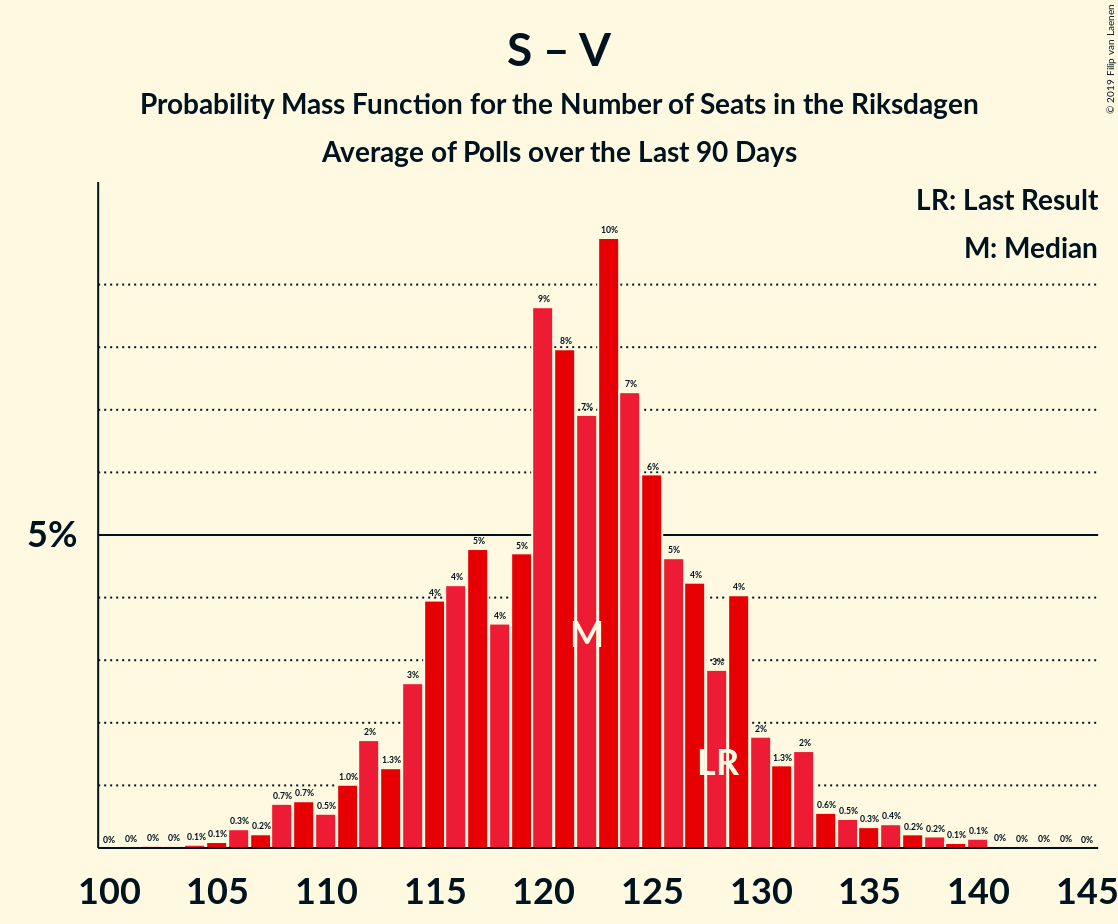 S – V
Probability Mass Function for the Number of Seats in the Riksdagen
Average of Polls over the Last 90 Days
© 2019 Filip van Laenen
LR: Last Result
M: Median
5%
0% 0% 0% 0% 0.1% 0.1% 0.3% 0.2% 0.7% 0.7% 0.5% 1.0% 2% 1.3% 3% 4% 4% 5% 4% 5% 9% 8% 7% 10% 7% 6% 5% 4% 3% 4% 2% 1.3% 2% 0.6% 0.5% 0.3% 0.4% 0.2% 0.2% 0.1% 0.1% 0% 0% 0% 0% 0%
M
LR
100 105 110 115 120 125 130 135 140 145